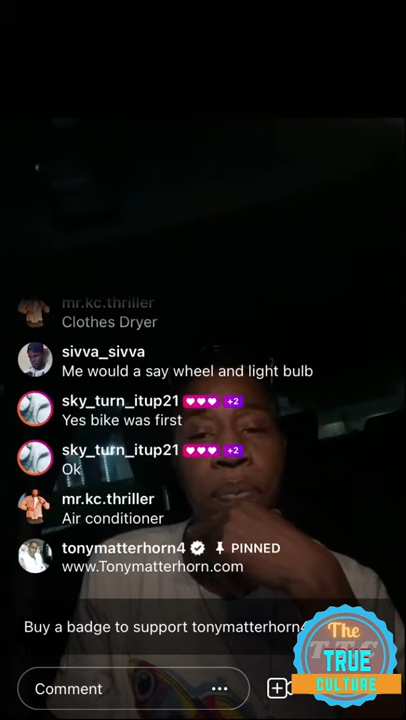 mr.kc.thriller
Clothes Dryer
sivva_sivva
Me would a say wheel and light bulb
sky_turn_itup21 +2
Yes bike was first
sky_turn_itup21 +2
Ok
mr.kc.thriller
Air conditioner
tonymatterhorn4 PINNED
www.Tonymatterhorn.com
Buy a badge to support tonymatterhorn4
Comment
The
TTC
TRUE
CULTURE